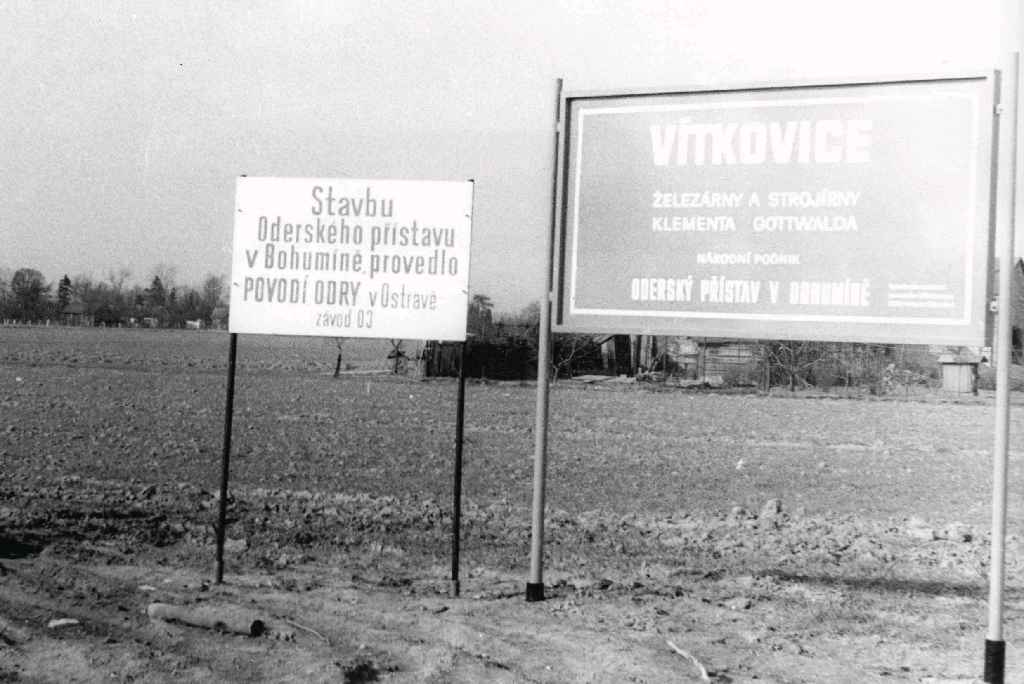 Stavbu
Oderského přístavu
v Bohumíně, provedlo
POVODÍ ODRY v Ostravě
závod 03
VÍTKOVICE
ŽELEZÁRNY A STROJÍRNY
KLEMENTA GOTTWALDA
NÁRODNÍ PODNIK
ODERSKÝ PŘÍSTAV V BOHUMÍNĚ